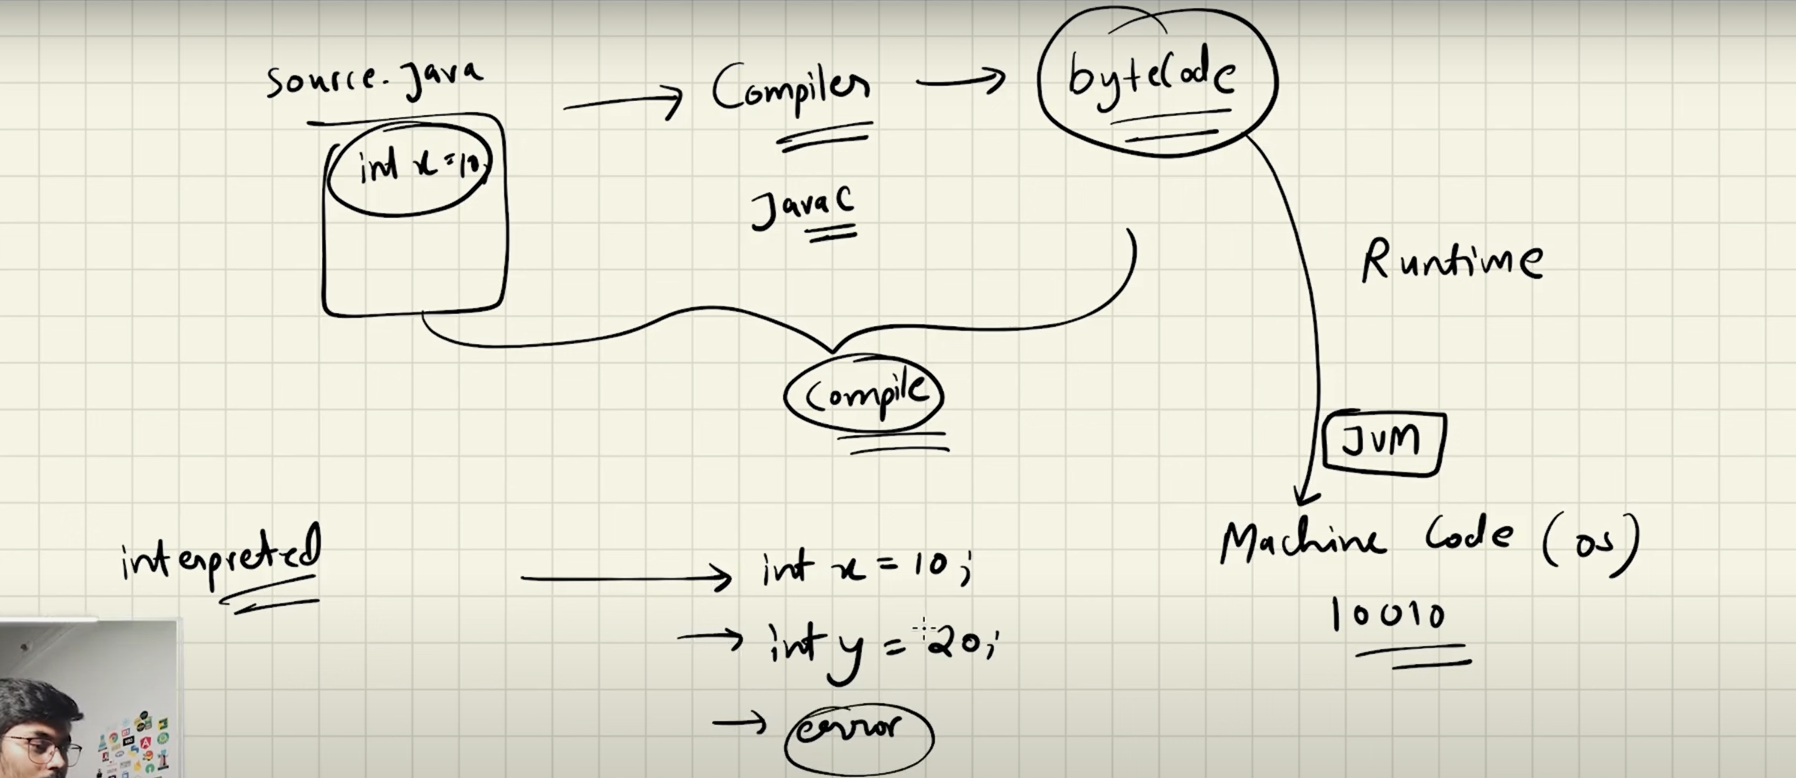 Source.Java
Compiler
byteCode
int x=10;
JavaC
Runtime
Compile
JVM
interpreted
int x = 10;
Machine Code (os)
10010
int y = 20;
error